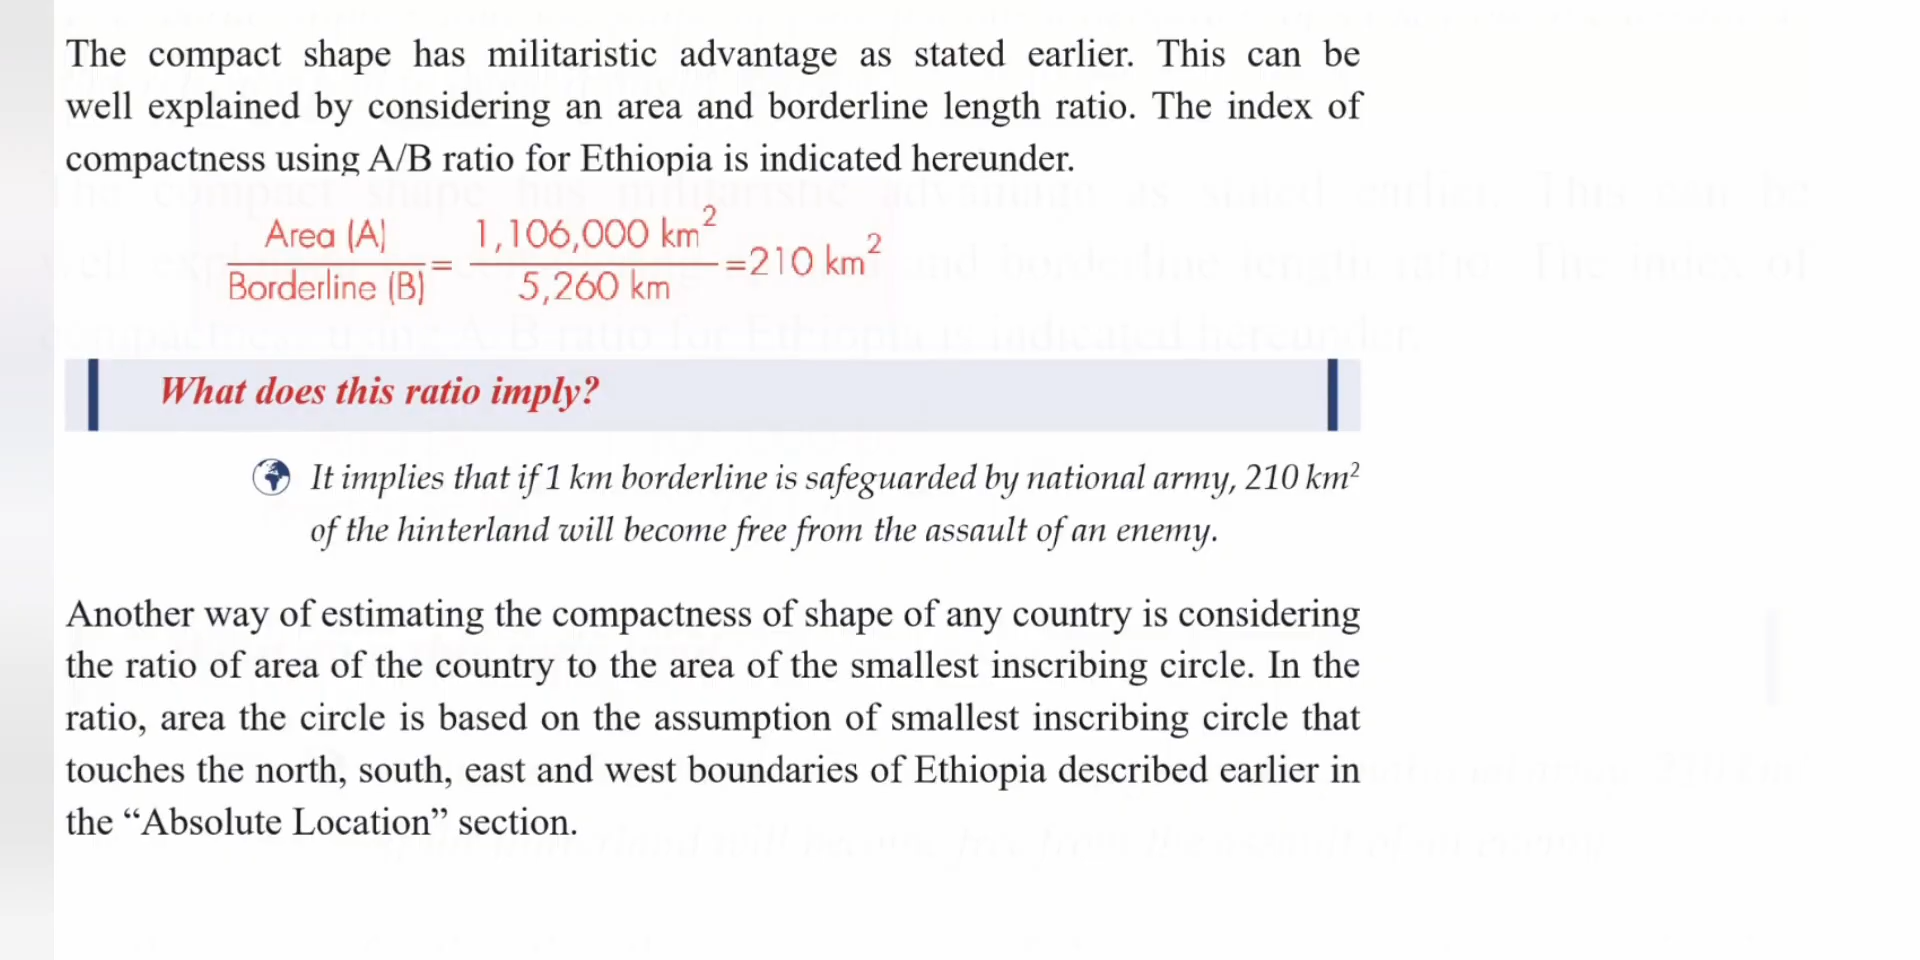 The compact shape has militaristic advantage as stated earlier. This can be
well explained by considering an area and borderline length ratio. The index of
compactness using A/B ratio for Ethiopia is indicated hereunder.
Area (A) / Borderline (B) = 1,106,000 km² / 5,260 km =210 km²
What does this ratio imply?
It implies that if 1 km borderline is safeguarded by national army, 210 km²
of the hinterland will become free from the assault of an enemy.
Another way of estimating the compactness of shape of any country is considering
the ratio of area of the country to the area of the smallest inscribing circle. In the
ratio, area the circle is based on the assumption of smallest inscribing circle that
touches the north, south, east and west boundaries of Ethiopia described earlier in
the “Absolute Location” section.